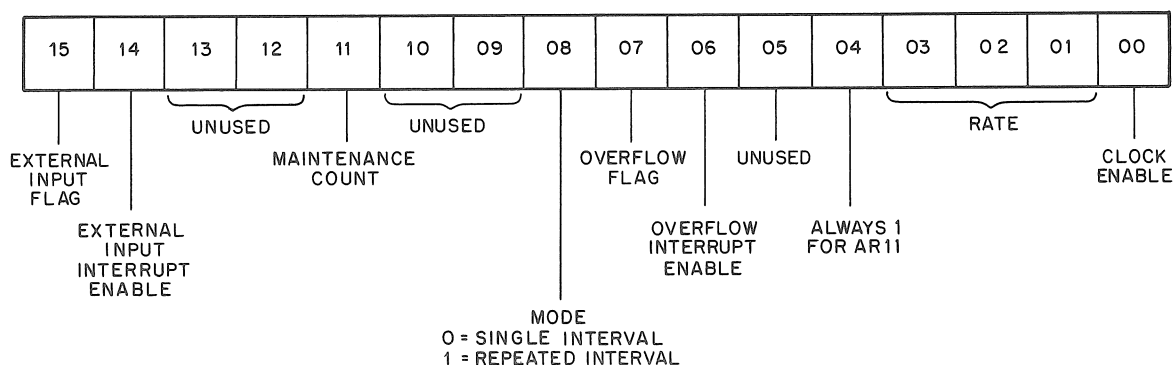 15 14 13 12 11 10 09 08 07 06 05 04 03 02 01 00
UNUSED
UNUSED
RATE
EXTERNAL
INPUT
FLAG
MAINTENANCE
COUNT
OVERFLOW
FLAG
UNUSED
CLOCK
ENABLE
EXTERNAL
INPUT
INTERRUPT
ENABLE
OVERFLOW
INTERRUPT
ENABLE
ALWAYS 1
FOR AR11
MODE
0 = SINGLE INTERVAL
1 = REPEATED INTERVAL